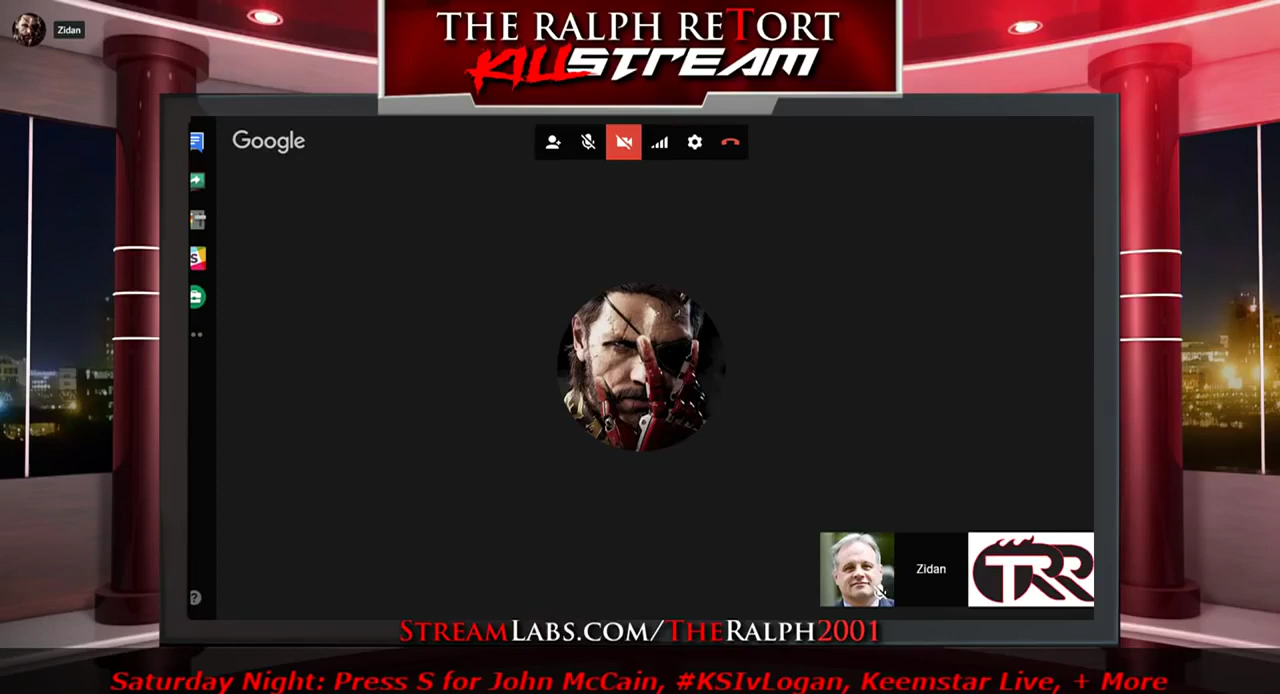 Zidan
THE RALPH RETORT
KILLSTREAM
Google
S
Zidan
TRR
?
STREAMLABS.COM/THERALPH2001
Saturday Night: Press S for John McCain, #KSIvLogan, Keemstar Live, + More